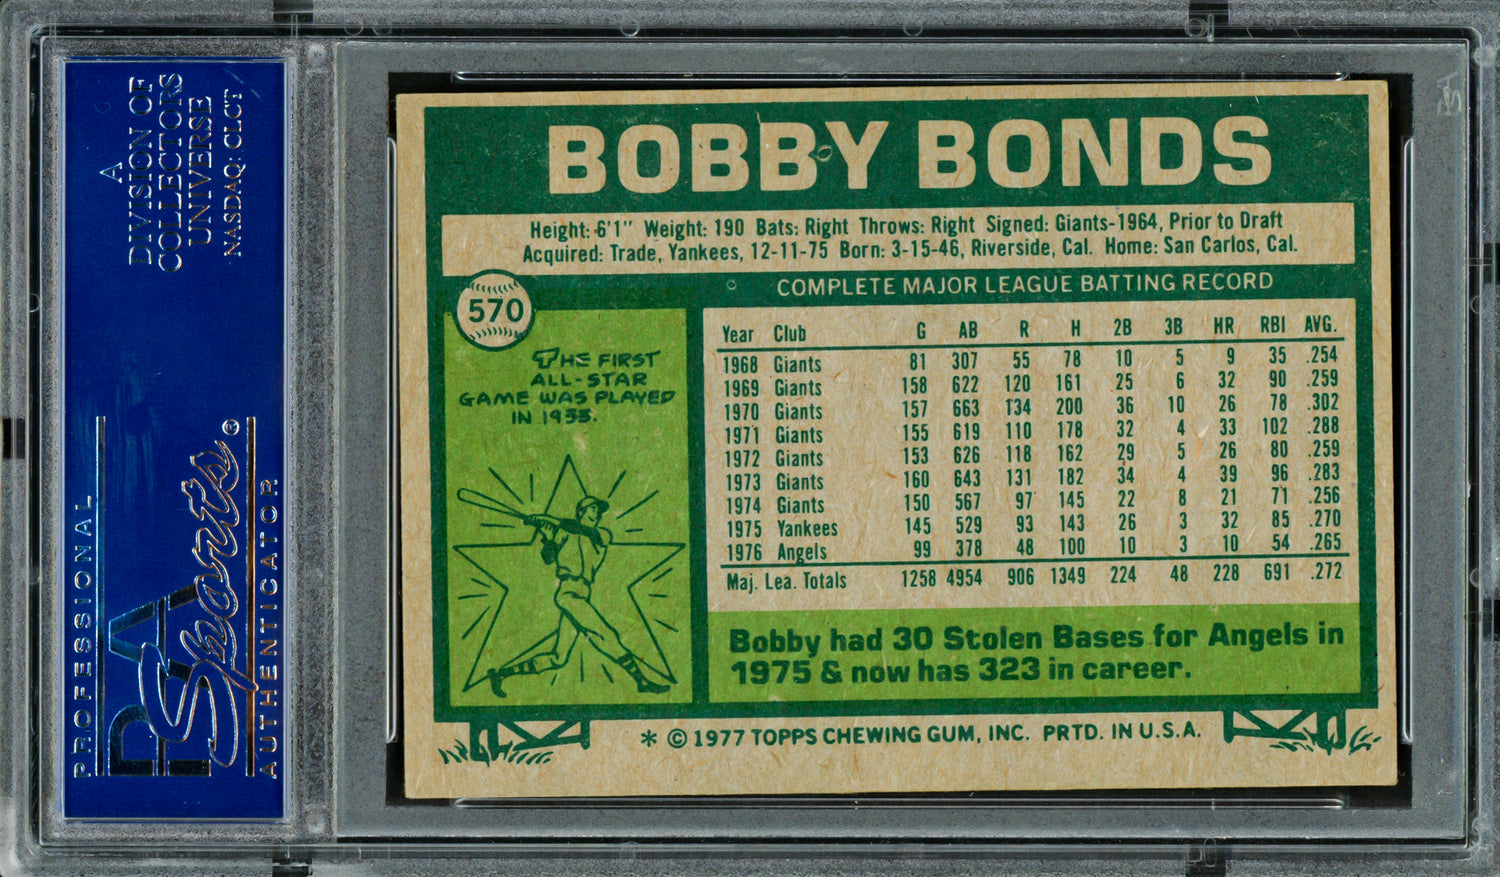 A
DIVISION OF
COLLECTORS
UNIVERSE
NASDAQ: CLCT
PROFESSIONAL
PSA
Sports®
AUTHENTICATOR
BOBBY BONDS
Height: 6'1" Weight: 190 Bats: Right Throws: Right Signed: Giants-1964, Prior to Draft
Acquired: Trade, Yankees, 12-11-75 Born: 3-15-46, Riverside, Cal. Home: San Carlos, Cal.
COMPLETE MAJOR LEAGUE BATTING RECORD
570
THE FIRST
ALL-STAR
GAME WAS PLAYED
IN 1933.
Year Club G AB R H 2B 3B HR RBI AVG.
1968 Giants 81 307 55 78 10 5 9 35 .254
1969 Giants 158 622 120 161 25 6 32 90 .259
1970 Giants 157 663 134 200 36 10 26 78 .302
1971 Giants 155 619 110 178 32 4 33 102 .288
1972 Giants 153 626 118 162 29 5 26 80 .259
1973 Giants 160 643 131 182 34 4 39 96 .283
1974 Giants 150 567 97 145 22 8 21 71 .256
1975 Yankees 145 529 93 143 26 3 32 85 .270
1976 Angels 99 378 48 100 10 3 10 54 .265
Maj. Lea. Totals 1258 4954 906 1349 224 48 228 691 .272
Bobby had 30 Stolen Bases for Angels in
1975 & now has 323 in career.
* © 1977 TOPPS CHEWING GUM, INC. PRTD. IN U.S.A.